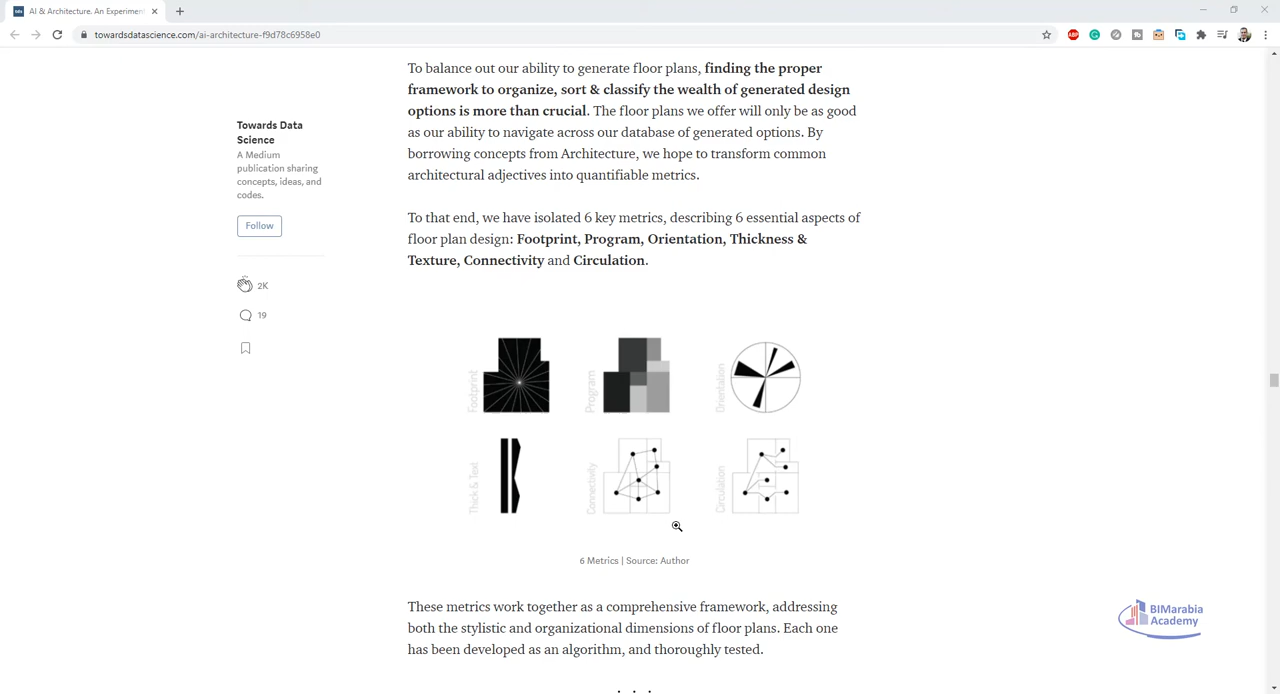 AI & Architecture. An Experimen
towardsdatascience.com/ai-architecture-f9d78c6958e0
ABP
To balance out our ability to generate floor plans, finding the proper
framework to organize, sort & classify the wealth of generated design
options is more than crucial. The floor plans we offer will only be as good
as our ability to navigate across our database of generated options. By
borrowing concepts from Architecture, we hope to transform common
architectural adjectives into quantifiable metrics.
Towards Data
Science
A Medium
publication sharing
concepts, ideas, and
codes.
Follow
2K
19
To that end, we have isolated 6 key metrics, describing 6 essential aspects of
floor plan design: Footprint, Program, Orientation, Thickness &
Texture, Connectivity and Circulation.
Footprint
Program
Orientation
Thick & Text
Connectivity
Circulation
6 Metrics | Source: Author
These metrics work together as a comprehensive framework, addressing
both the stylistic and organizational dimensions of floor plans. Each one
has been developed as an algorithm, and thoroughly tested.
BIMarabia
Academy